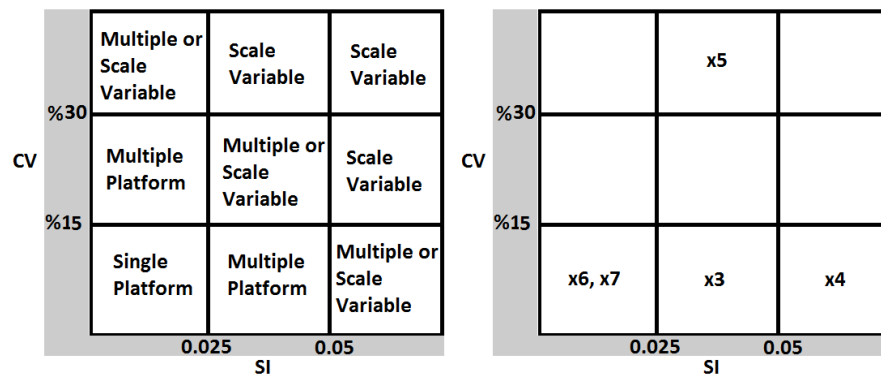 Multiple or
Scale
Variable
Scale
Variable
Scale
Variable
%30
CV
Multiple
Platform
Multiple or
Scale
Variable
Scale
Variable
%15
Single
Platform
Multiple
Platform
Multiple or
Scale
Variable
0.025
0.05
SI
x5
%30
CV
%15
x6, x7
x3
x4
0.025
0.05
SI